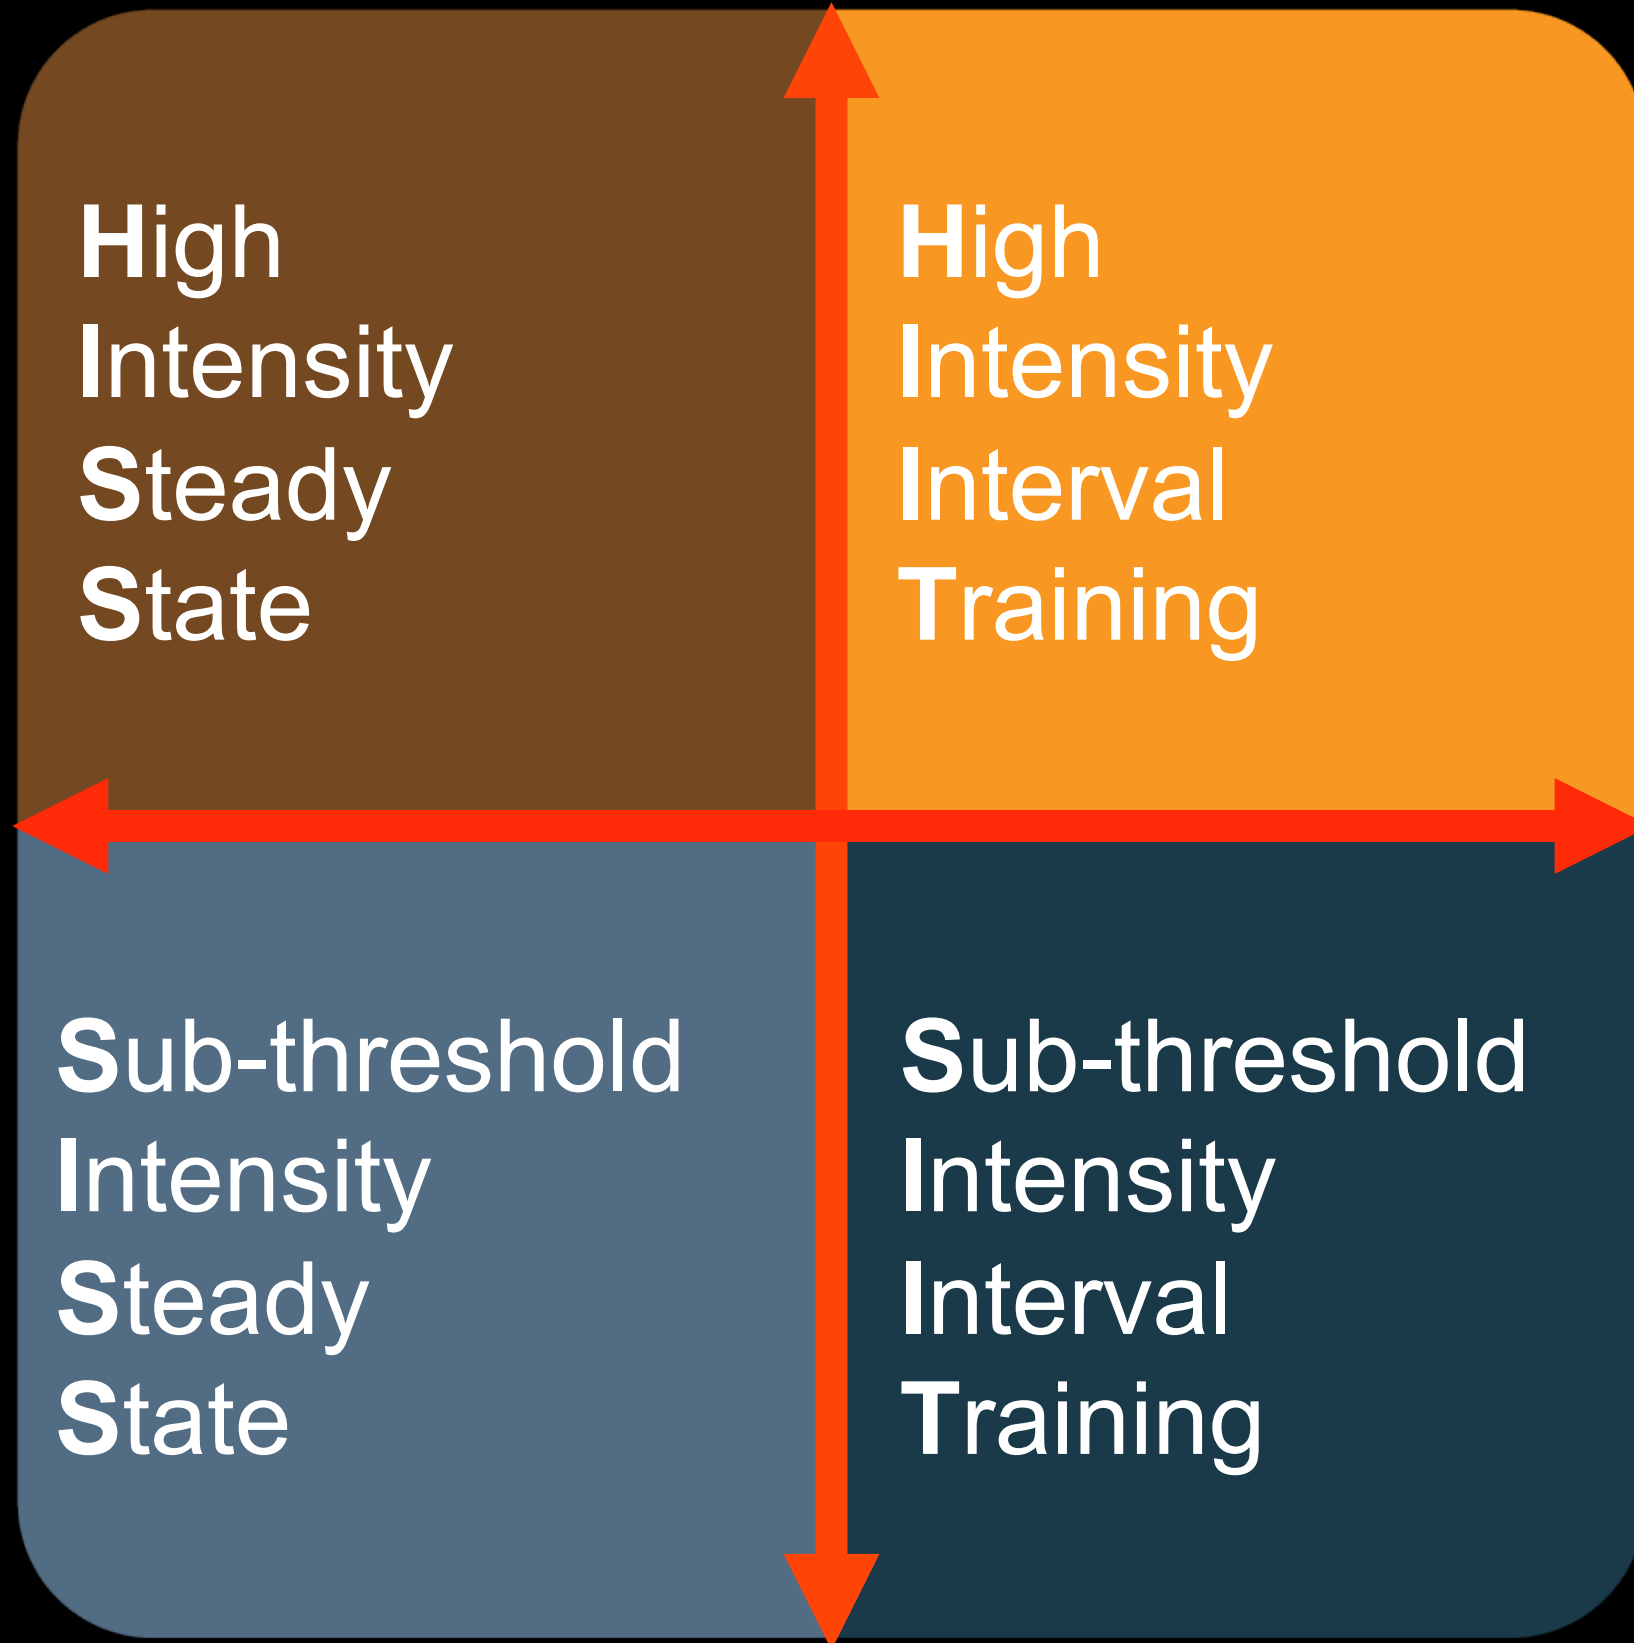 High
Intensity
Steady
State
High
Intensity
Interval
Training
Sub-threshold
Intensity
Steady
State
Sub-threshold
Intensity
Interval
Training